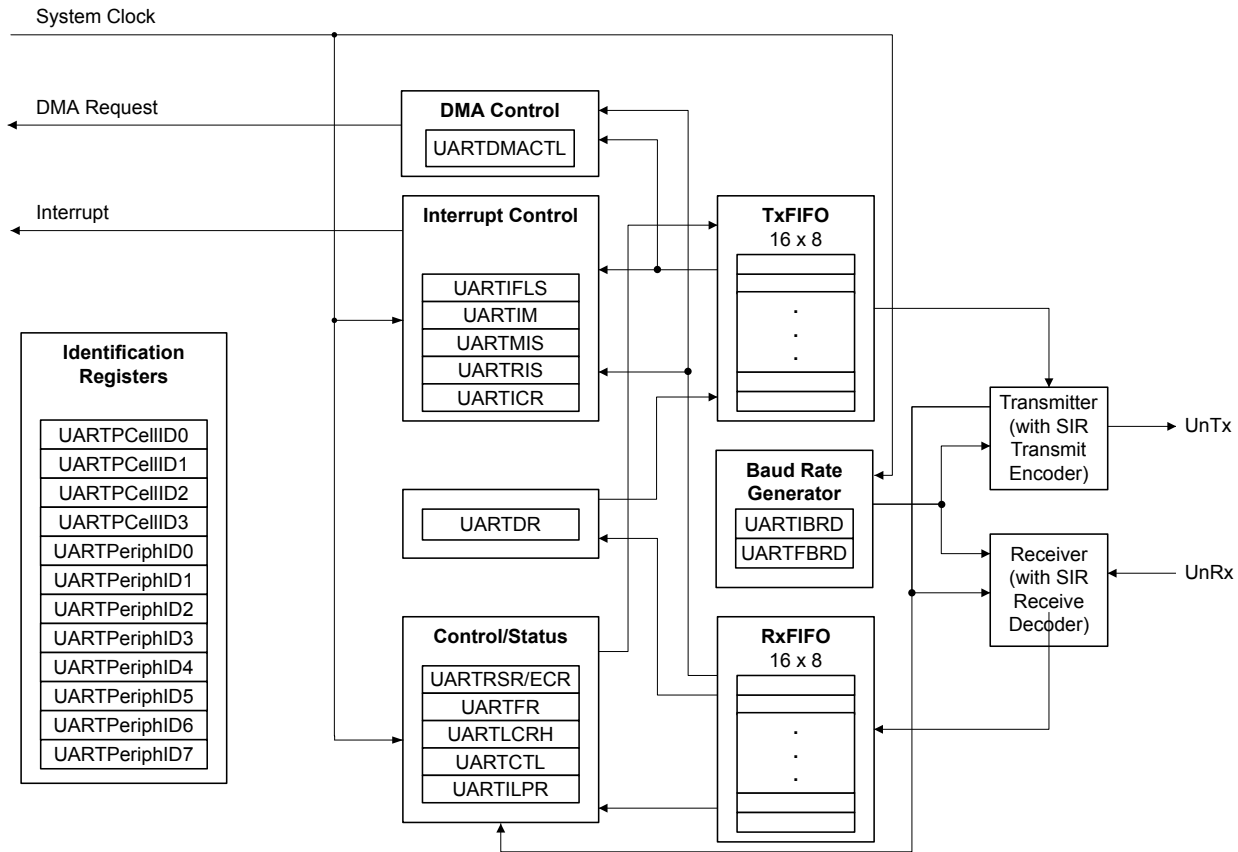 System Clock
DMA Request
Interrupt
DMA Control
UARTDMACTL
Interrupt Control
UARTIFLS
UARTIM
UARTMIS
UARTRIS
UARTICR
TxFIFO
16 x 8
.
.
.
Identification
Registers
UARTPCellID0
UARTPCellID1
UARTPCellID2
UARTPCellID3
UARTPeriphID0
UARTPeriphID1
UARTPeriphID2
UARTPeriphID3
UARTPeriphID4
UARTPeriphID5
UARTPeriphID6
UARTPeriphID7
UARTDR
Baud Rate
Generator
UARTIBRD
UARTFBRD
Transmitter
(with SIR
Transmit
Encoder)
UnTx
Receiver
(with SIR
Receive
Decoder)
UnRx
Control/Status
UARTRSR/ECR
UARTFR
UARTLCRH
UARTCTL
UARTILPR
RxFIFO
16 x 8
.
.
.